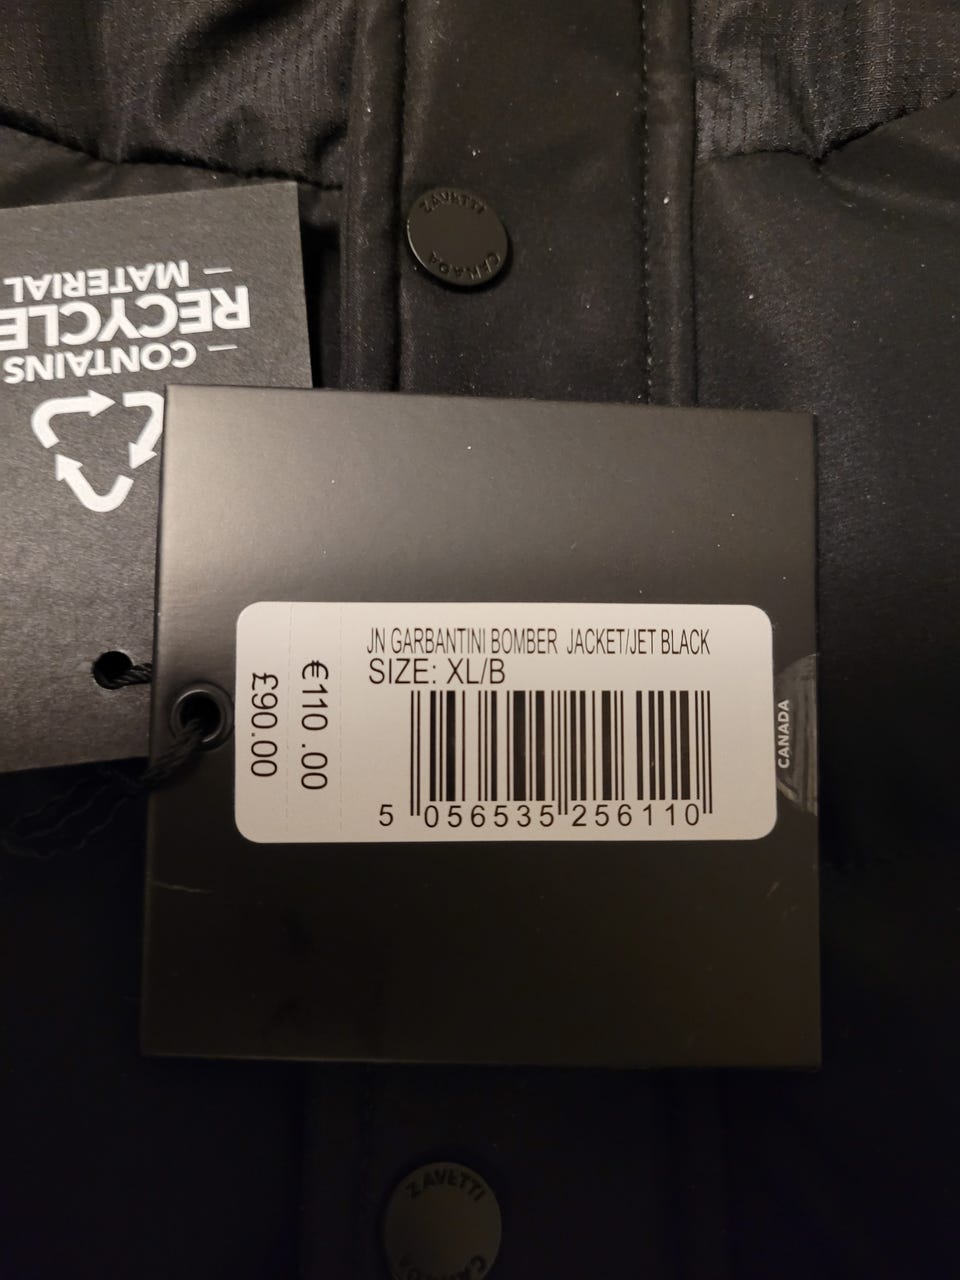 ZAVETTI
CANADA
CONTAINS
RECYCLE
MATERIAL
JN GARBANTINI BOMBER JACKET/JET BLACK
SIZE: XL/B
€110 .00
£90.00
5 056535 256110
CANADA
ZAVETTI